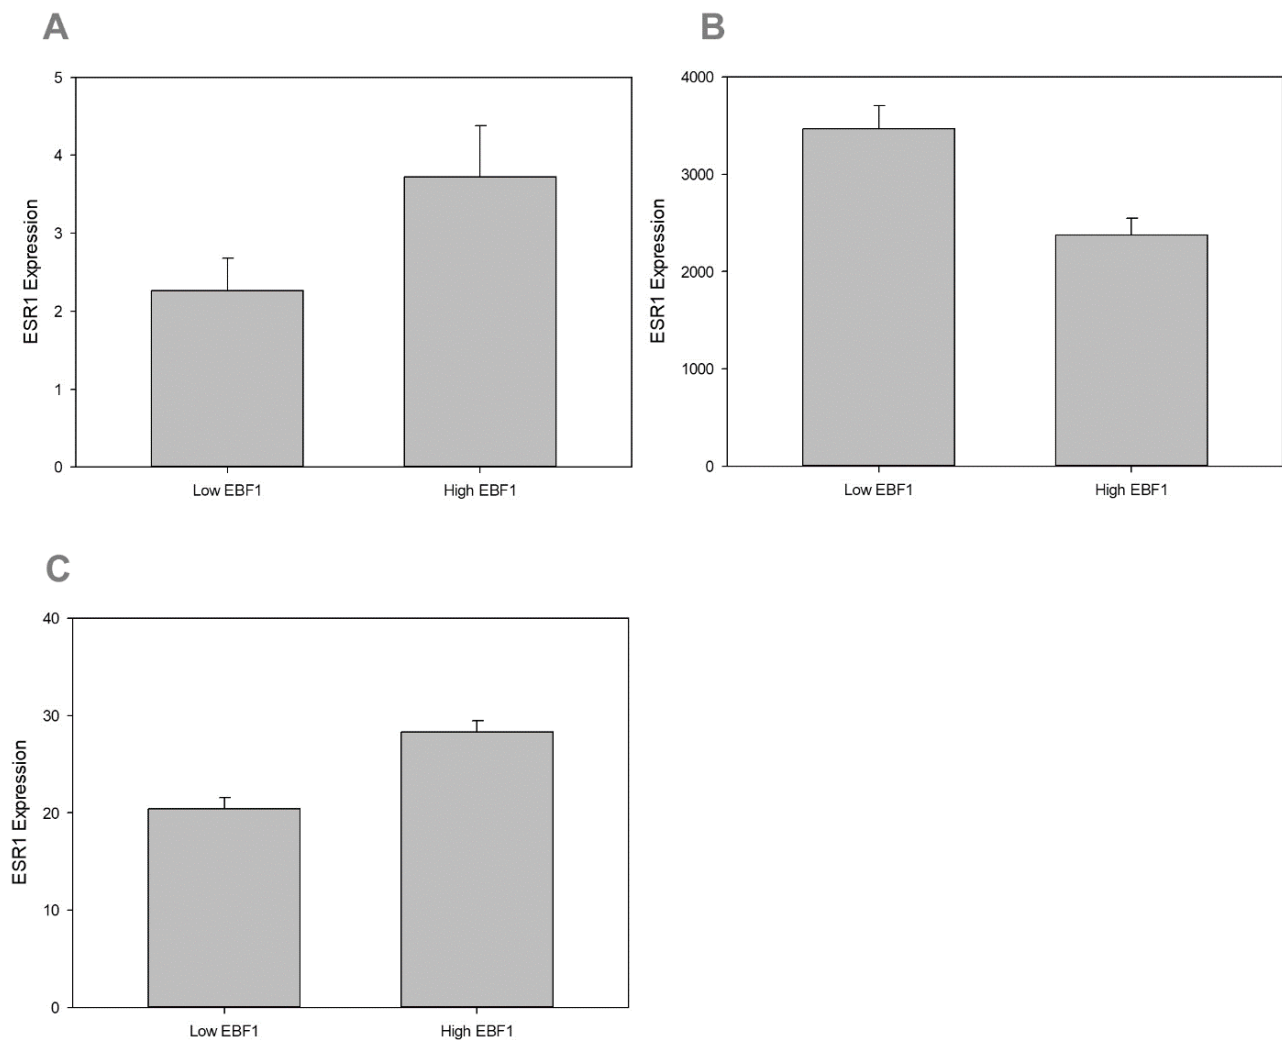 A
5
4
3
2
1
0
ESR1 Expression
Low EBF1
High EBF1
B
4000
3000
2000
1000
0
ESR1 Expression
Low EBF1
High EBF1
C
40
30
20
10
0
ESR1 Expression
Low EBF1
High EBF1